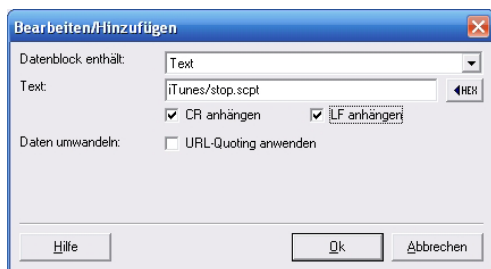 Bearbeiten/Hinzufügen
Datenblock enthält: Text
Text: iTunes/stop.scpt HEX
CR anhängen LF anhängen
Daten umwandeln: URL-Quoting anwenden
Hilfe Ok Abbrechen